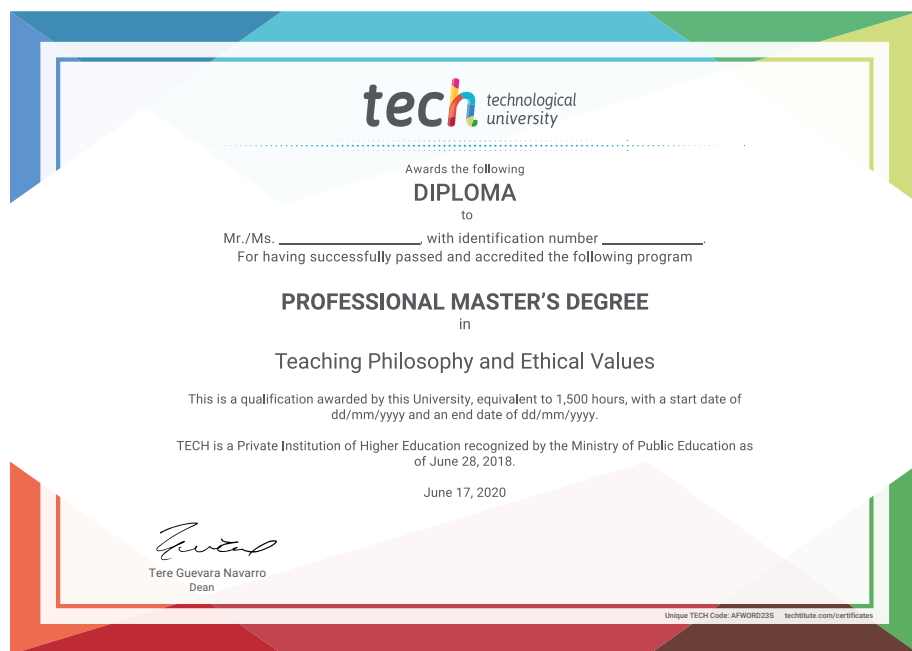 tech technological
university
Awards the following
DIPLOMA
to
Mr./Ms. ____________________, with identification number ______________.
For having successfully passed and accredited the following program
PROFESSIONAL MASTER'S DEGREE
in
Teaching Philosophy and Ethical Values
This is a qualification awarded by this University, equivalent to 1,500 hours, with a start date of
dd/mm/yyyy and an end date of dd/mm/yyyy.
TECH is a Private Institution of Higher Education recognized by the Ministry of Public Education as
of June 28, 2018.
June 17, 2020
Tere Guevara Navarro
Dean
Unique TECH Code: AFWORD23S techtitute.com/certificates